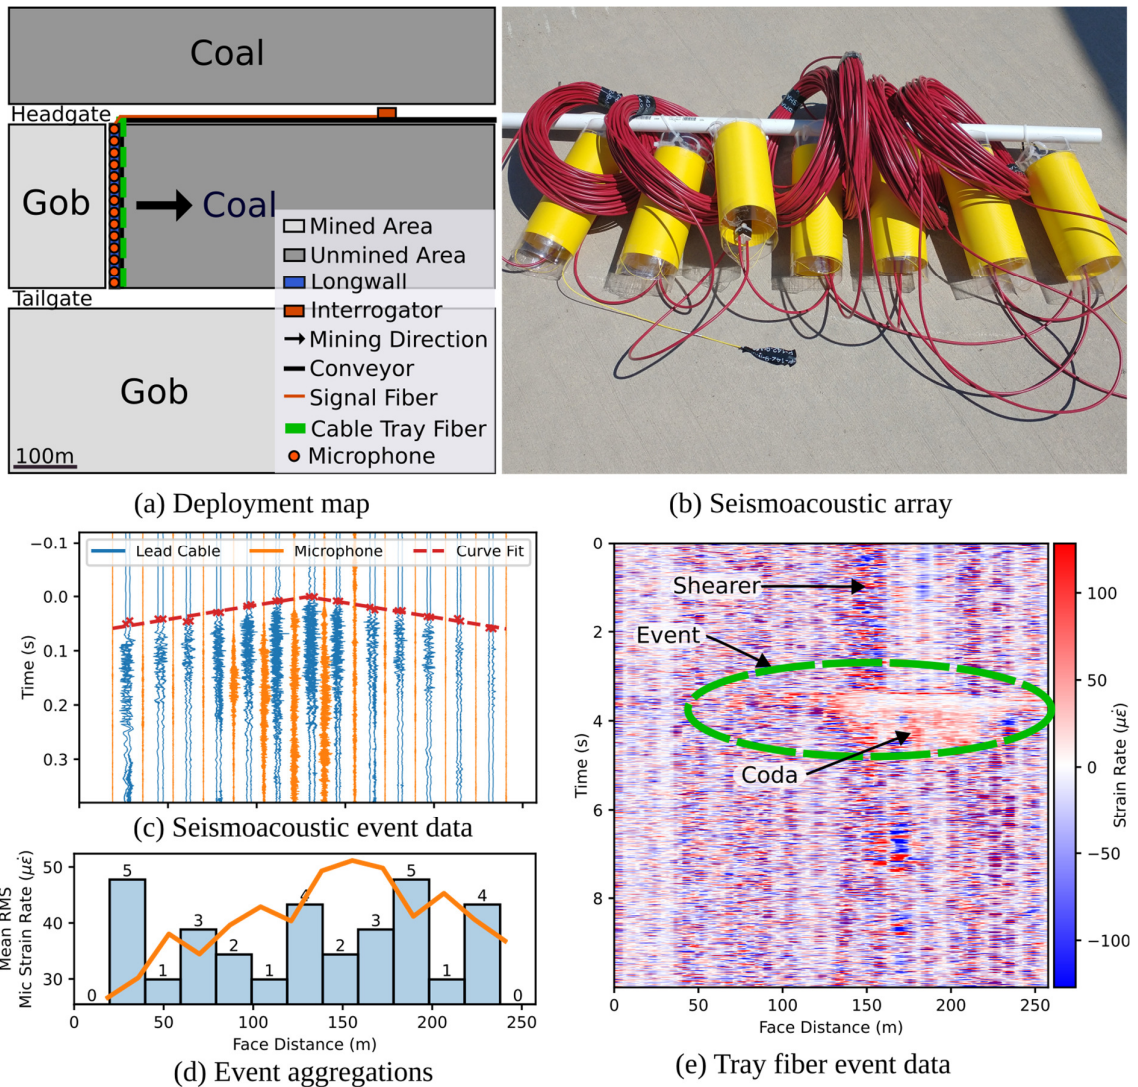 Coal
Headgate
Gob
Coal
Mined Area
Unmined Area
Longwall
Interrogator
Mining Direction
Conveyor
Signal Fiber
Cable Tray Fiber
Microphone
Tailgate
Gob
100m
(a) Deployment map
(b) Seismoacoustic array
Lead Cable Microphone Curve Fit
−0.1
0.0
0.1
0.2
0.3
Time (s)
(c) Seismoacoustic event data
Mean RMS
Mic Strain Rate (με̇)
50
40
30
0 5 1 3 2 1 4 2 3 5 1 4 0
0 50 100 150 200 250
Face Distance (m)
(d) Event aggregations
Shearer
Event
Coda
0
2
4
6
8
Time (s)
0 50 100 150 200 250
Face Distance (m)
100
50
0
−50
−100
Strain Rate (με̇)
(e) Tray fiber event data